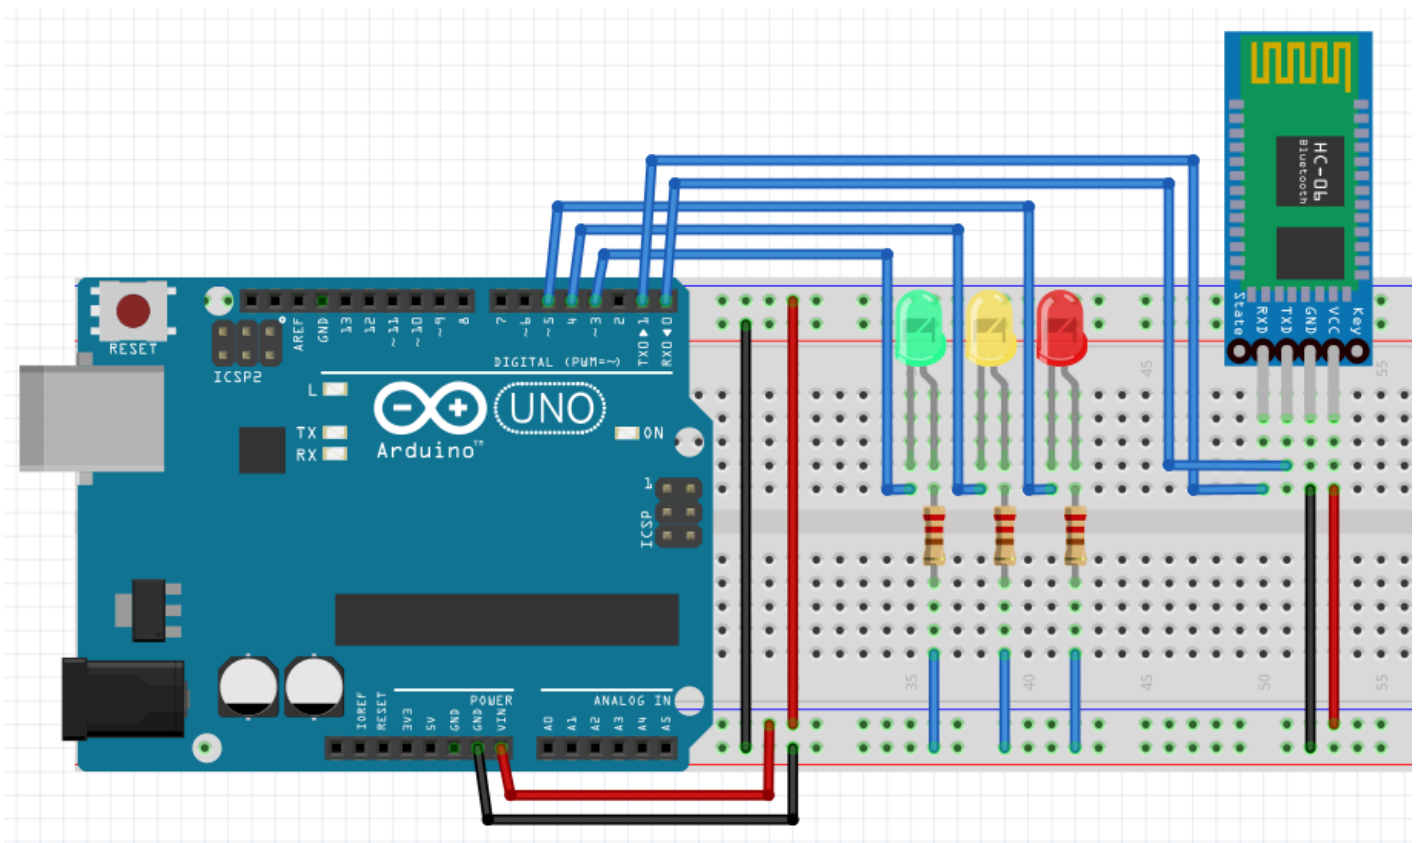 HC-06
Bluetooth
State
RXD
TXD
GND
VCC
Key
RESET
ICSP2
AREF
GND
13
12
~11
~10
~9
8
7
~6
~5
4
~3
2
TX0▶1
RX0◀0
DIGITAL (PWM=~)
L
TX
RX
UNO
Arduino™
ON
1
ICSP
POWER
ANALOG IN
IOREF
RESET
3V3
5V
GND
GND
VIN
A0
A1
A2
A3
A4
A5
45
55
35
40
45
50
55